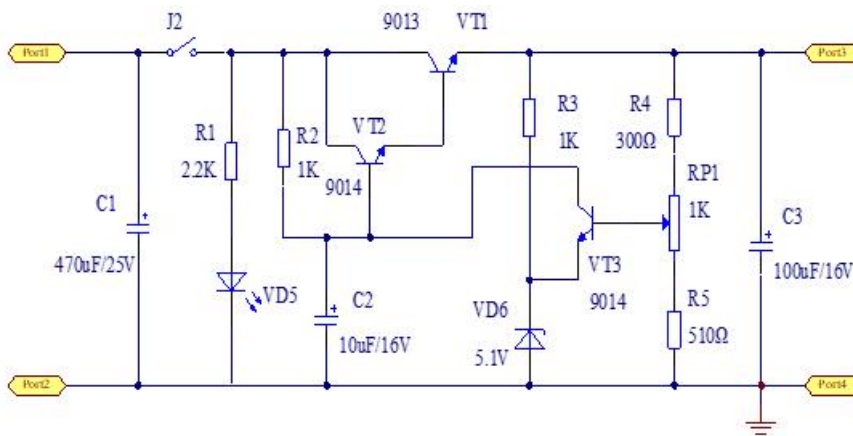 J2
9013
VT1
Port1
Port3
R1
2.2K
R2
1K
VT2
9014
R3
1K
R4
300Ω
RP1
1K
C1
470uF/25V
C3
100uF/16V
VT3
9014
VD5
C2
10uF/16V
VD6
5.1V
R5
510Ω
Port2
Port4